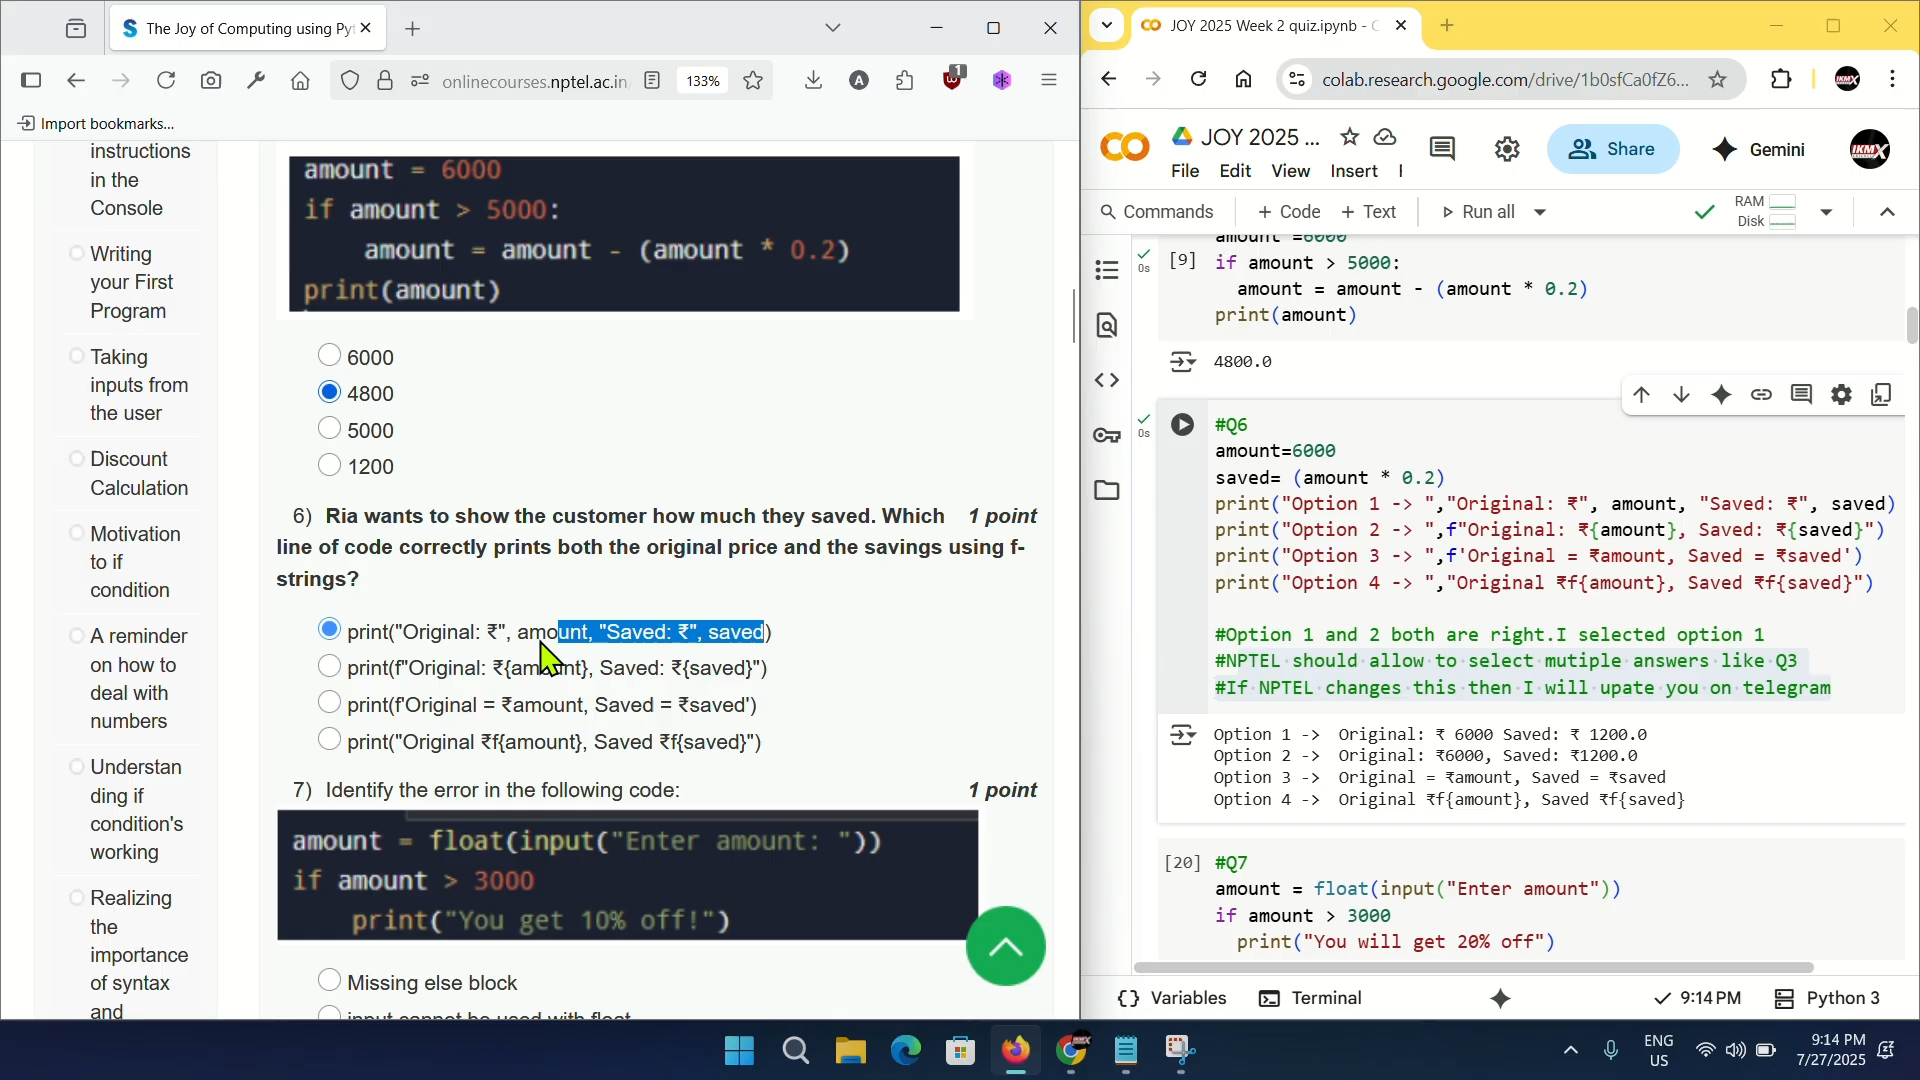 The Joy of Computing using Pyt
onlinecourses.nptel.ac.in
133%
1
Import bookmarks...
instructions
in the
Console
Writing
your First
Program
Taking
inputs from
the user
Discount
Calculation
Motivation
to if
condition
A reminder
on how to
deal with
numbers
Understan
ding if
condition's
working
Realizing
the
importance
of syntax
and
amount = 6000
if amount > 5000:
amount = amount - (amount * 0.2)
print(amount)
6000
4800
5000
1200
6) Ria wants to show the customer how much they saved. Which 1 point
line of code correctly prints both the original price and the savings using f-
strings?
print("Original: ₹", amount, "Saved: ₹", saved)
print(f"Original: ₹{amount}, Saved: ₹{saved}")
print(f'Original = ₹amount, Saved = ₹saved')
print("Original ₹f{amount}, Saved ₹f{saved}")
7) Identify the error in the following code: 1 point
amount = float(input("Enter amount: "))
if amount > 3000
print("You get 10% off!")
Missing else block
input cannot be used with float
JOY 2025 Week 2 quiz.ipynb - C
colab.research.google.com/drive/1b0sfCa0fZ6...
JOY 2025 ...
Share
Gemini
File Edit View Insert
Commands + Code + Text Run all
RAM
Disk
amount =6000
[9] if amount > 5000:
amount = amount - (amount * 0.2)
print(amount)
0s
4800.0
0s
#Q6
amount=6000
saved= (amount * 0.2)
print("Option 1 -> ","Original: ₹", amount, "Saved: ₹", saved)
print("Option 2 -> ",f"Original: ₹{amount}, Saved: ₹{saved}")
print("Option 3 -> ",f'Original = ₹amount, Saved = ₹saved')
print("Option 4 -> ","Original ₹f{amount}, Saved ₹f{saved}")
#Option 1 and 2 both are right.I selected option 1
#NPTEL should allow to select mutiple answers like Q3
#If NPTEL changes this then I will upate you on telegram
Option 1 -> Original: ₹ 6000 Saved: ₹ 1200.0
Option 2 -> Original: ₹6000, Saved: ₹1200.0
Option 3 -> Original = ₹amount, Saved = ₹saved
Option 4 -> Original ₹f{amount}, Saved ₹f{saved}
[20] #Q7
amount = float(input("Enter amount"))
if amount > 3000
print("You will get 20% off")
Variables Terminal 9:14 PM Python 3
ENG
US
9:14 PM
7/27/2025